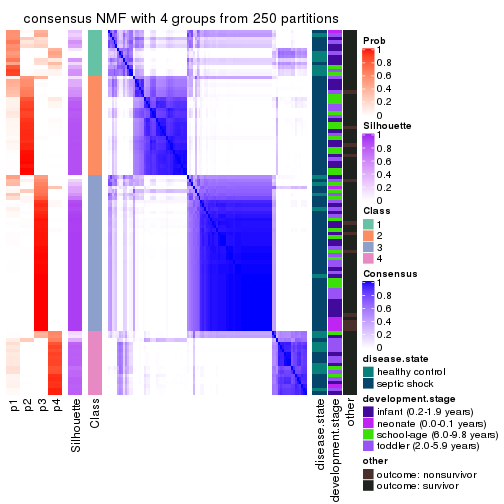 consensus NMF with 4 groups from 250 partitions
Prob
1
0.8
0.6
0.4
0.2
0
Silhouette
1
0.8
0.6
0.4
0.2
0
Class
1
2
3
4
Consensus
1
0.8
0.6
0.4
0.2
0
disease.state
healthy control
septic shock
development.stage
infant (0.2-1.9 years)
neonate (0.0-0.1 years)
school-age (6.0-9.8 years)
toddler (2.0-5.9 years)
other
outcome: nonsurvivor
outcome: survivor
p1
p2
p3
p4
Silhouette
Class
disease.state
development.stage
other